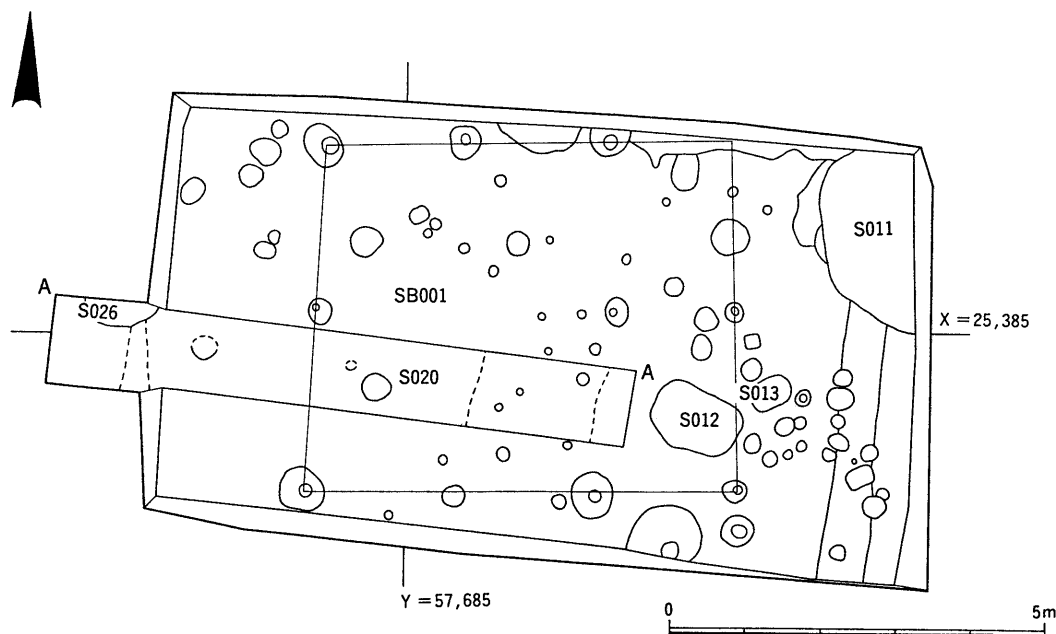 S011
A
S026
SB001
X = 25,385
S020
A
S013
S012
Y = 57,685
0
5m